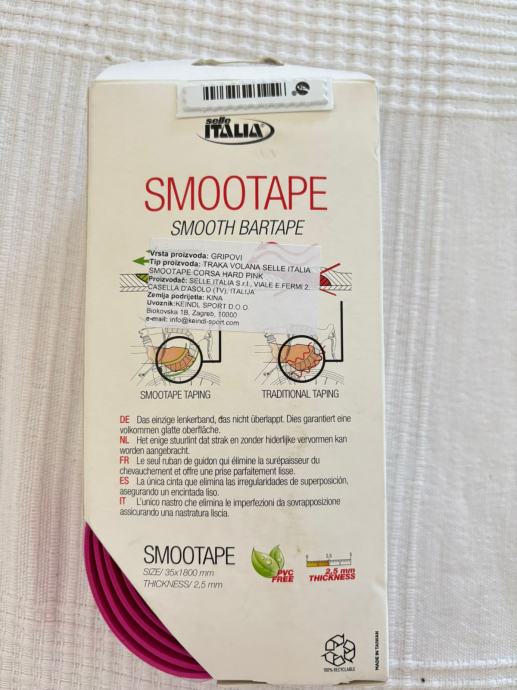 selle
ITALIA
SMOOTAPE
SMOOTH BARTAPE
Vrsta proizvoda: GRIPOVI
Tip proizvoda: TRAKA VOLANA SELLE ITALIA
SMOOTAPE CORSA HARD PINK
Proizvođač: SELLE ITALIA S.r.l., VIALE E.FERMI 2,
CASELLA D'ASOLO (TV), ITALIJA
Zemlja podrijetla: KINA
Uvoznik:KEINDL SPORT D.O.O.
Biokovska 1B, Zagreb, 10000
e-mail: info@keindl-sport.com
SMOOTAPE TAPING
TRADITIONAL TAPING
DE Das einzige lenkerband, das nicht überlappt. Dies garantiert eine
volkommen glatte oberfläche.
NL Het enige stuurlint dat strak en zonder hiderlijke vervormen kan
worden aangebracht.
FR Le seul ruban de guidon qui élimine la surépaisseur du
chevauchement et offre une prise parfaitement lisse.
ES La única cinta que elimina las irregularidades de superposición,
asegurando un encintada liso.
IT L'unico nastro che elimina le imperfezioni da sovrapposizione
assicurando una nastratura liscia.
SMOOTAPE
SIZE/ 35x1800 mm
THICKNESS/ 2,5 mm
PVC
FREE
2,5
2,5 mm
THICKNESS
100% RECYCLABLE
MADE IN TAIWAN